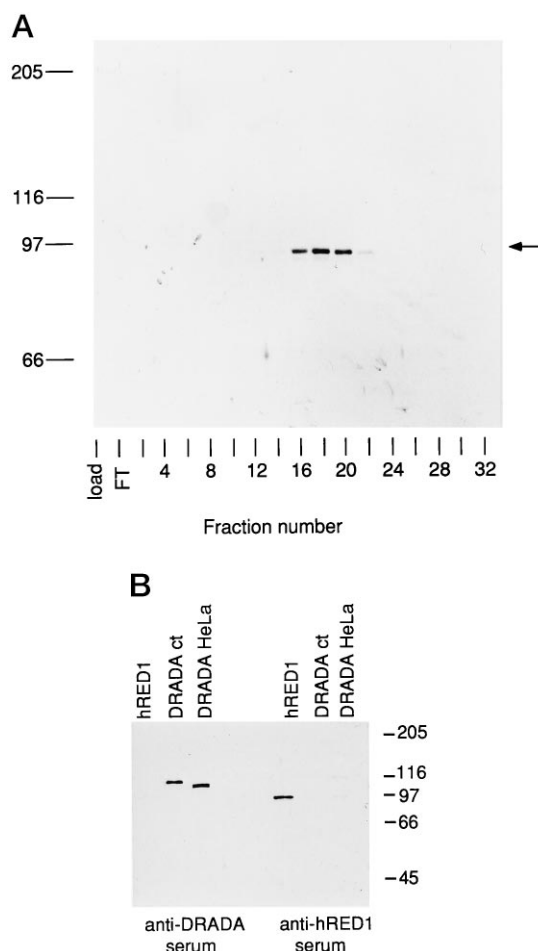 A
205
116
97
66
load FT 4 8 12 16 20 24 28 32
Fraction number
B
hRED1 DRADA ct DRADA HeLa hRED1 DRADA ct DRADA HeLa
205
116
97
66
45
anti-DRADA anti-hRED1
serum serum